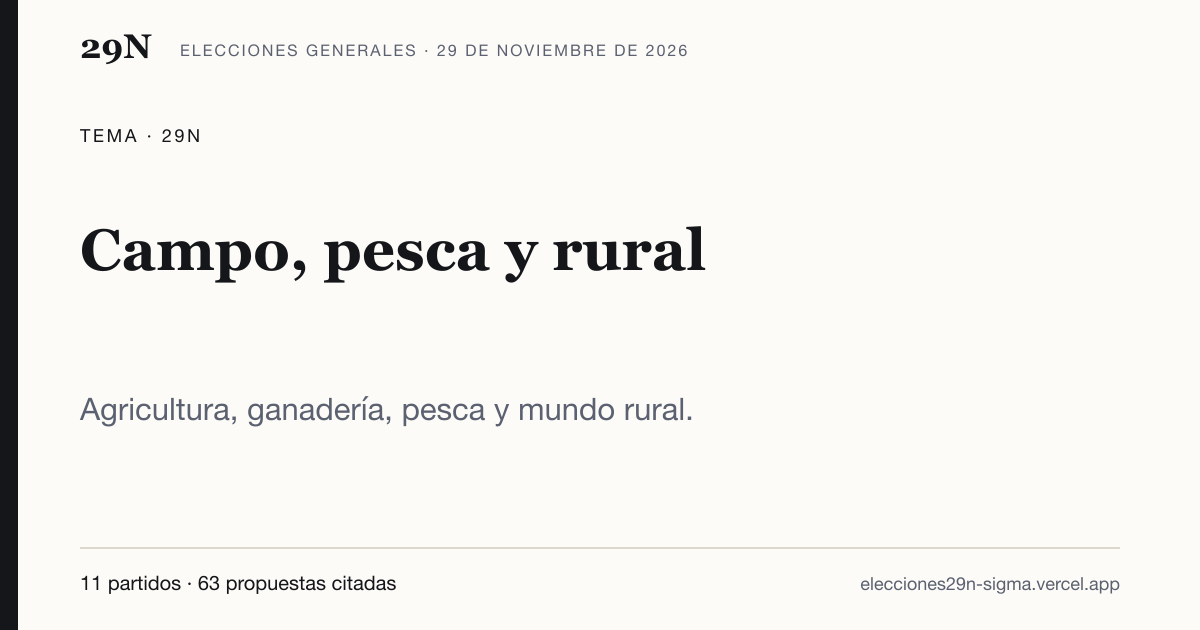 29N ELECCIONES GENERALES · 29 DE NOVIEMBRE DE 2026
TEMA · 29N
Campo, pesca y rural
Agricultura, ganadería, pesca y mundo rural.
11 partidos · 63 propuestas citadas
elecciones29n-sigma.vercel.app